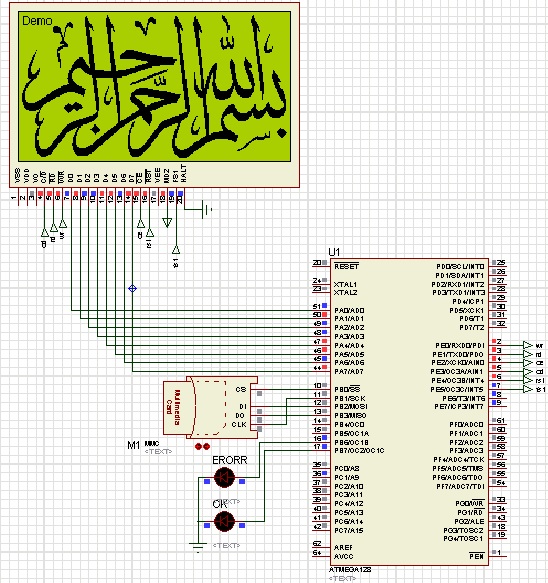 Demo
بسم الله الرحمن الرحيم
VSS
VDD
VO
C/D
RD
WR
D0
D1
D2
D3
D4
D5
D6
D7
CE
RST
VEE
MD2
FS1
HALT
1
2
3
4
5
6
7
8
9
10
11
12
13
14
15
16
17
18
19
20
cd
rd
wr
ce
rs1
U1
20 RESET
24 XTAL1
23 XTAL2
51 PA0/AD0
50 PA1/AD1
49 PA2/AD2
48 PA3/AD3
47 PA4/AD4
46 PA5/AD5
45 PA6/AD6
44 PA7/AD7
10 PB0/SS
11 PB1/SCK
12 PB2/MOSI
13 PB3/MISO
14 PB4/OC0
15 PB5/OC1A
16 PB6/OC1B
17 PB7/OC2/OC1C
35 PC0/A8
36 PC1/A9
37 PC2/A10
38 PC3/A11
39 PC4/A12
40 PC5/A13
41 PC6/A14
42 PC7/A15
62 AREF
64 AVCC
PD0/SCL/INT0 25
PD1/SDA/INT1 26
PD2/RXD1/INT2 27
PD3/TXD1/INT3 28
PD4/ICP1 29
PD5/XCK1 30
PD6/T1 31
PD7/T2 32
PE0/RXD0/PDI 2 wr
PE1/TXD0/PDO 3 rd
PE2/XCK0/AIN0 4 ce
PE3/OC3A/AIN1 5 cd
PE4/OC3B/INT4 6
PE5/OC3C/INT5 7
PE6/T3/INT6 8
PE7/ICP3/INT7 9
PF0/ADC0 61
PF1/ADC1 60
PF2/ADC2 59
PF3/ADC3 58
PF4/ADC4/TCK 57
PF5/ADC5/TMS 56
PF6/ADC6/TDO 55
PF7/ADC7/TDI 54
PG0/WR 33
PG1/RD 34
PG2/ALE 43
PG3/TOSC2 18
PG4/TOSC1 19
PEN 1
ATMEGA128
<TEXT>
Multimedia
Card
CS
DI
DO
CLK
M1 MMC
<TEXT>
ERORR
OK
<TEXT>